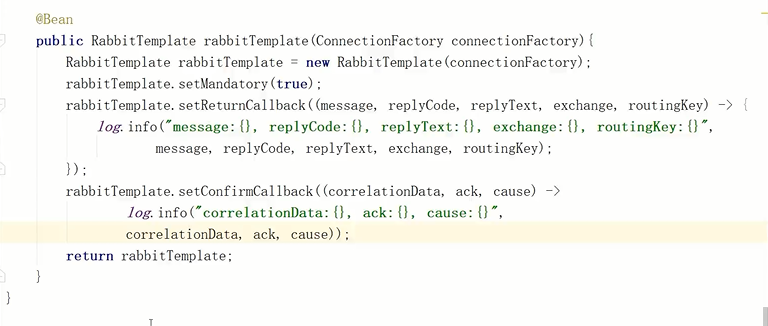 @Bean
public RabbitTemplate rabbitTemplate(ConnectionFactory connectionFactory){
RabbitTemplate rabbitTemplate = new RabbitTemplate(connectionFactory);
rabbitTemplate.setMandatory(true);
rabbitTemplate.setReturnCallback((message, replyCode, replyText, exchange, routingKey) -> {
log.info("message:{}, replyCode:{}, replyText:{}, exchange:{}, routingKey:{}",
message, replyCode, replyText, exchange, routingKey);
});
rabbitTemplate.setConfirmCallback((correlationData, ack, cause) ->
log.info("correlationData:{}, ack:{}, cause:{}",
correlationData, ack, cause));
return rabbitTemplate;
}
}